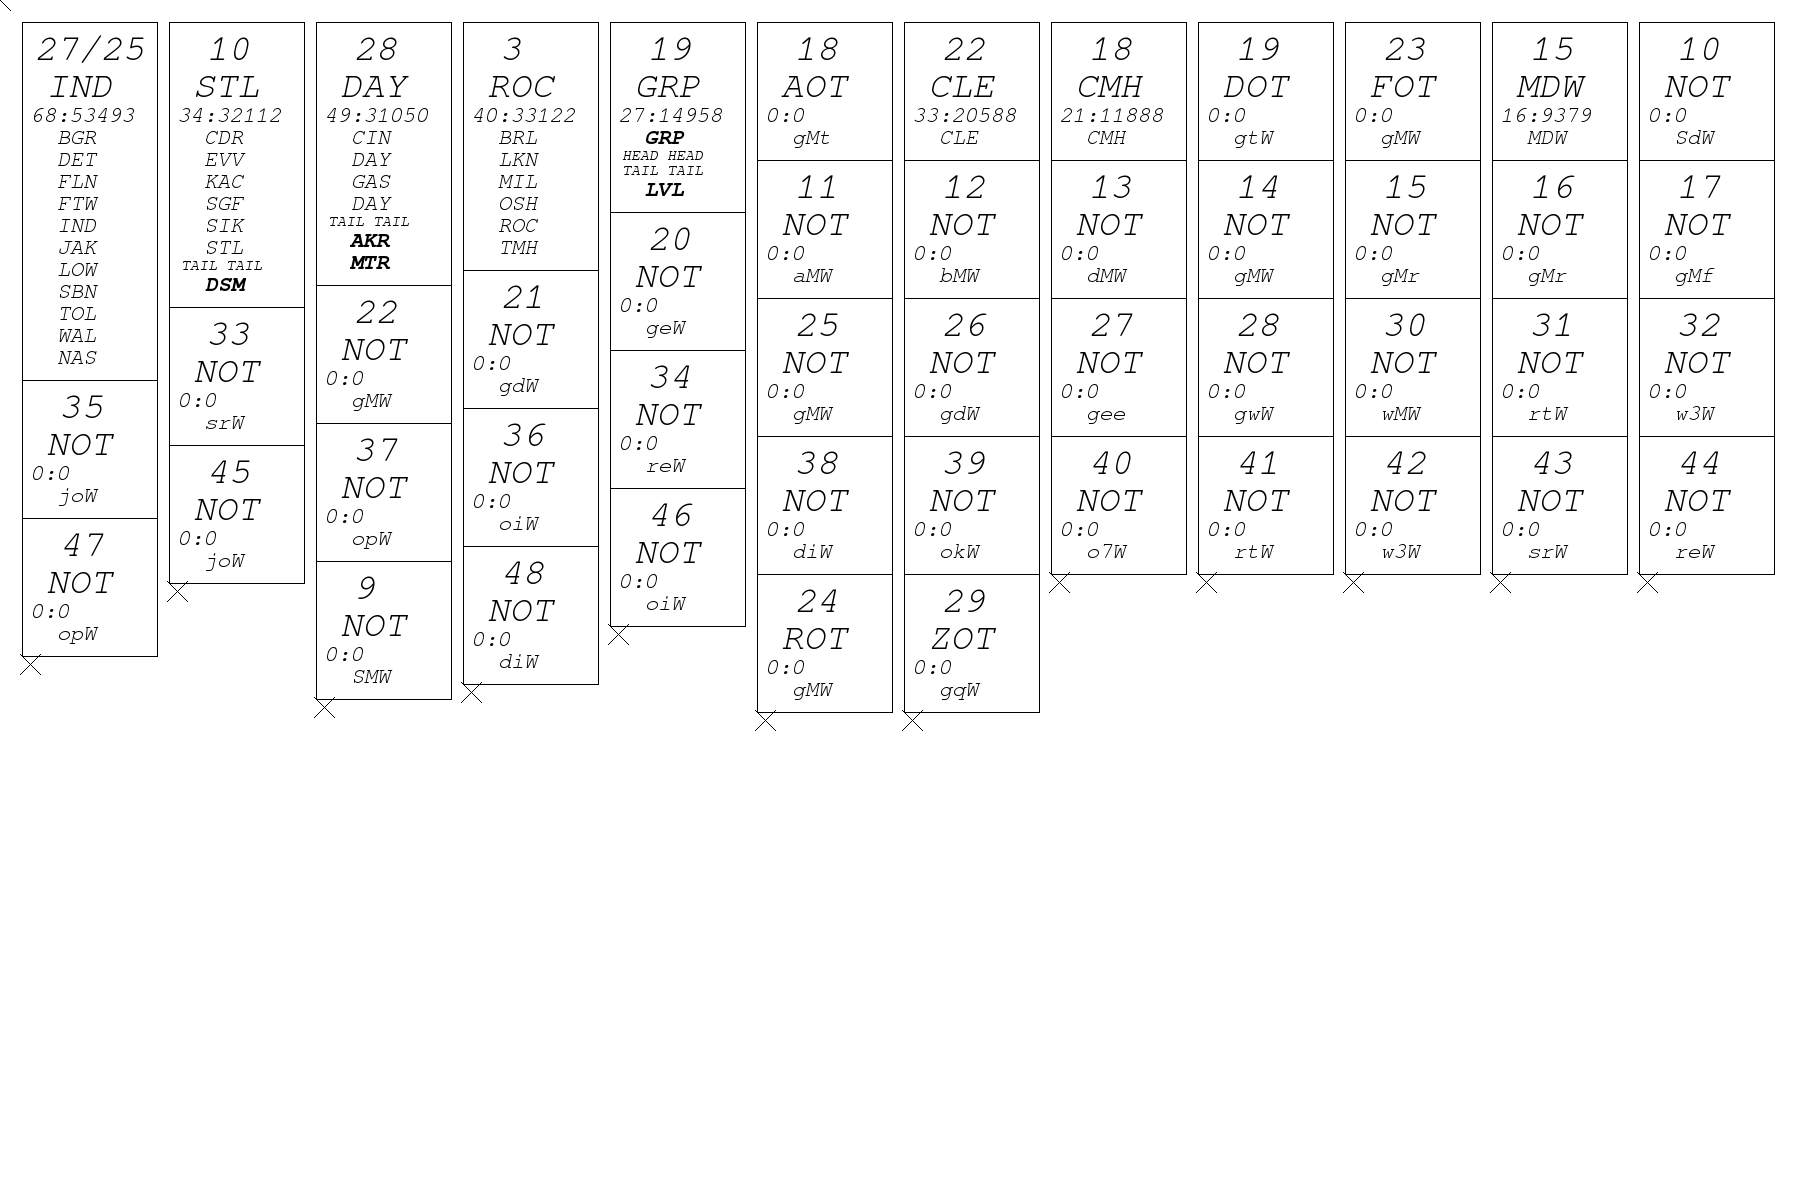 27/25
IND
68:53493
BGR
DET
FLN
FTW
IND
JAK
LOW
SBN
TOL
WAL
NAS
35
NOT
0:0
joW
47
NOT
0:0
opW
10
STL
34:32112
CDR
EVV
KAC
SGF
SIK
STL
TAIL TAIL
DSM
33
NOT
0:0
srW
45
NOT
0:0
joW
28
DAY
49:31050
CIN
DAY
GAS
DAY
TAIL TAIL
AKR
MTR
22
NOT
0:0
gMW
37
NOT
0:0
opW
9
NOT
0:0
SMW
3
ROC
40:33122
BRL
LKN
MIL
OSH
ROC
TMH
21
NOT
0:0
gdW
36
NOT
0:0
oiW
48
NOT
0:0
diW
19
GRP
27:14958
GRP
HEAD HEAD
TAIL TAIL
LVL
20
NOT
0:0
geW
34
NOT
0:0
reW
46
NOT
0:0
oiW
18
AOT
0:0
gMt
11
NOT
0:0
aMW
25
NOT
0:0
gMW
38
NOT
0:0
diW
24
ROT
0:0
gMW
22
CLE
33:20588
CLE
12
NOT
0:0
bMW
26
NOT
0:0
gdW
39
NOT
0:0
okW
29
ZOT
0:0
gqW
18
CMH
21:11888
CMH
13
NOT
0:0
dMW
27
NOT
0:0
gee
40
NOT
0:0
o7W
19
DOT
0:0
gtW
14
NOT
0:0
gMW
28
NOT
0:0
gwW
41
NOT
0:0
rtW
23
FOT
0:0
gMW
15
NOT
0:0
gMr
30
NOT
0:0
wMW
42
NOT
0:0
w3W
15
MDW
16:9379
MDW
16
NOT
0:0
gMr
31
NOT
0:0
rtW
43
NOT
0:0
srW
10
NOT
0:0
SdW
17
NOT
0:0
gMf
32
NOT
0:0
w3W
44
NOT
0:0
reW